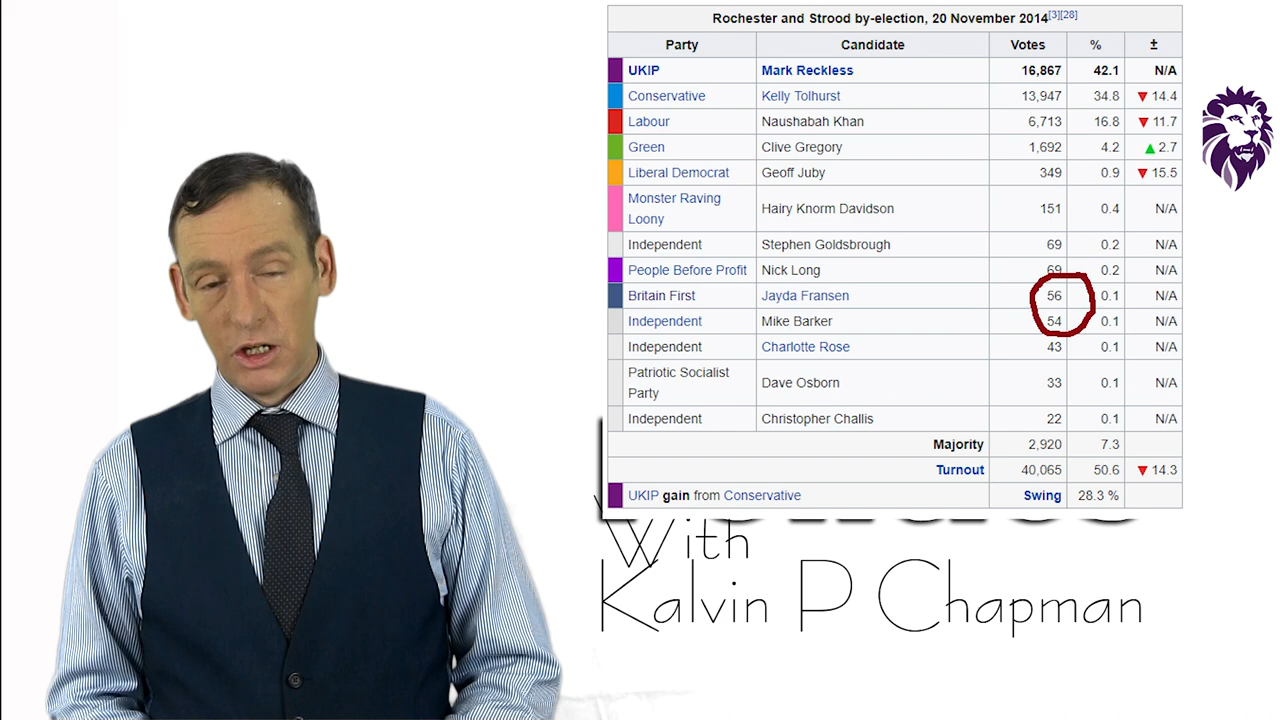 Rochester and Strood by-election, 20 November 2014[3][28]
Party Candidate Votes % ±
UKIP Mark Reckless 16,867 42.1 N/A
Conservative Kelly Tolhurst 13,947 34.8 ▼ 14.4
Labour Naushabah Khan 6,713 16.8 ▼ 11.7
Green Clive Gregory 1,692 4.2 ▲ 2.7
Liberal Democrat Geoff Juby 349 0.9 ▼ 15.5
Monster Raving
Loony Hairy Knorm Davidson 151 0.4 N/A
Independent Stephen Goldsbrough 69 0.2 N/A
People Before Profit Nick Long 69 0.2 N/A
Britain First Jayda Fransen 56 0.1 N/A
Independent Mike Barker 54 0.1 N/A
Independent Charlotte Rose 43 0.1 N/A
Patriotic Socialist
Party Dave Osborn 33 0.1 N/A
Independent Christopher Challis 22 0.1 N/A
Majority 2,920 7.3
Turnout 40,065 50.6 ▼ 14.3
UKIP gain from Conservative Swing 28.3 %
With
Kalvin P Chapman